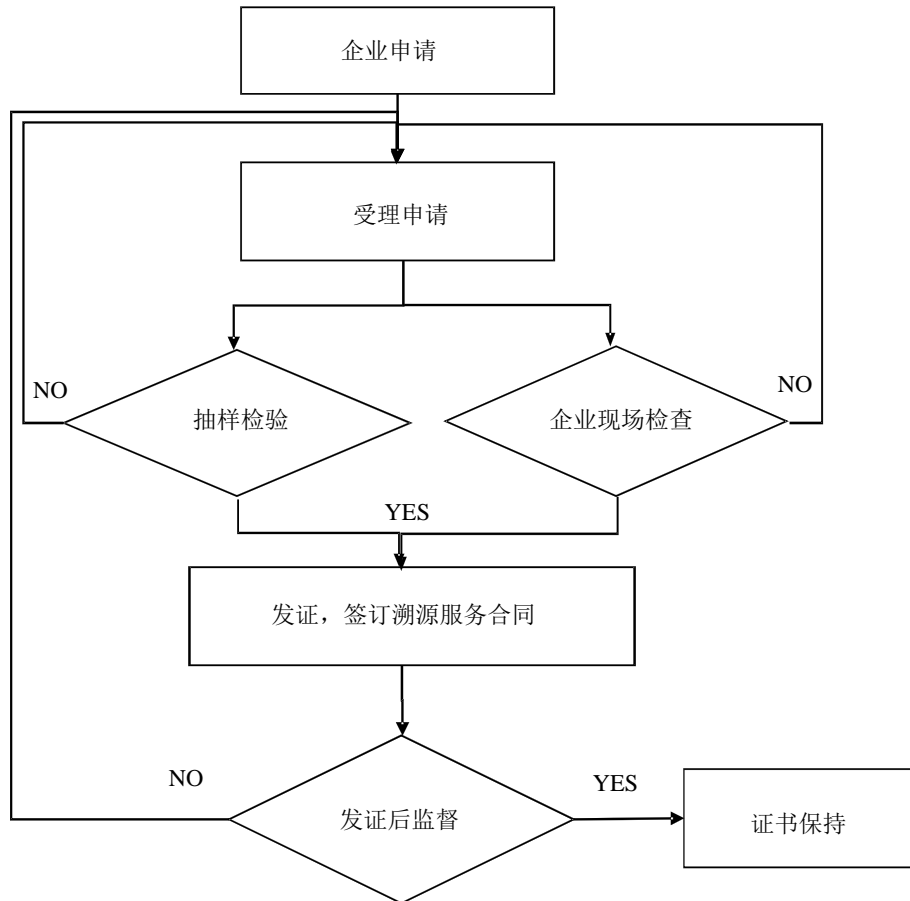 企业申请
受理申请
NO
抽样检验
企业现场检查
NO
YES
发证，签订溯源服务合同
NO
发证后监督
YES
证书保持